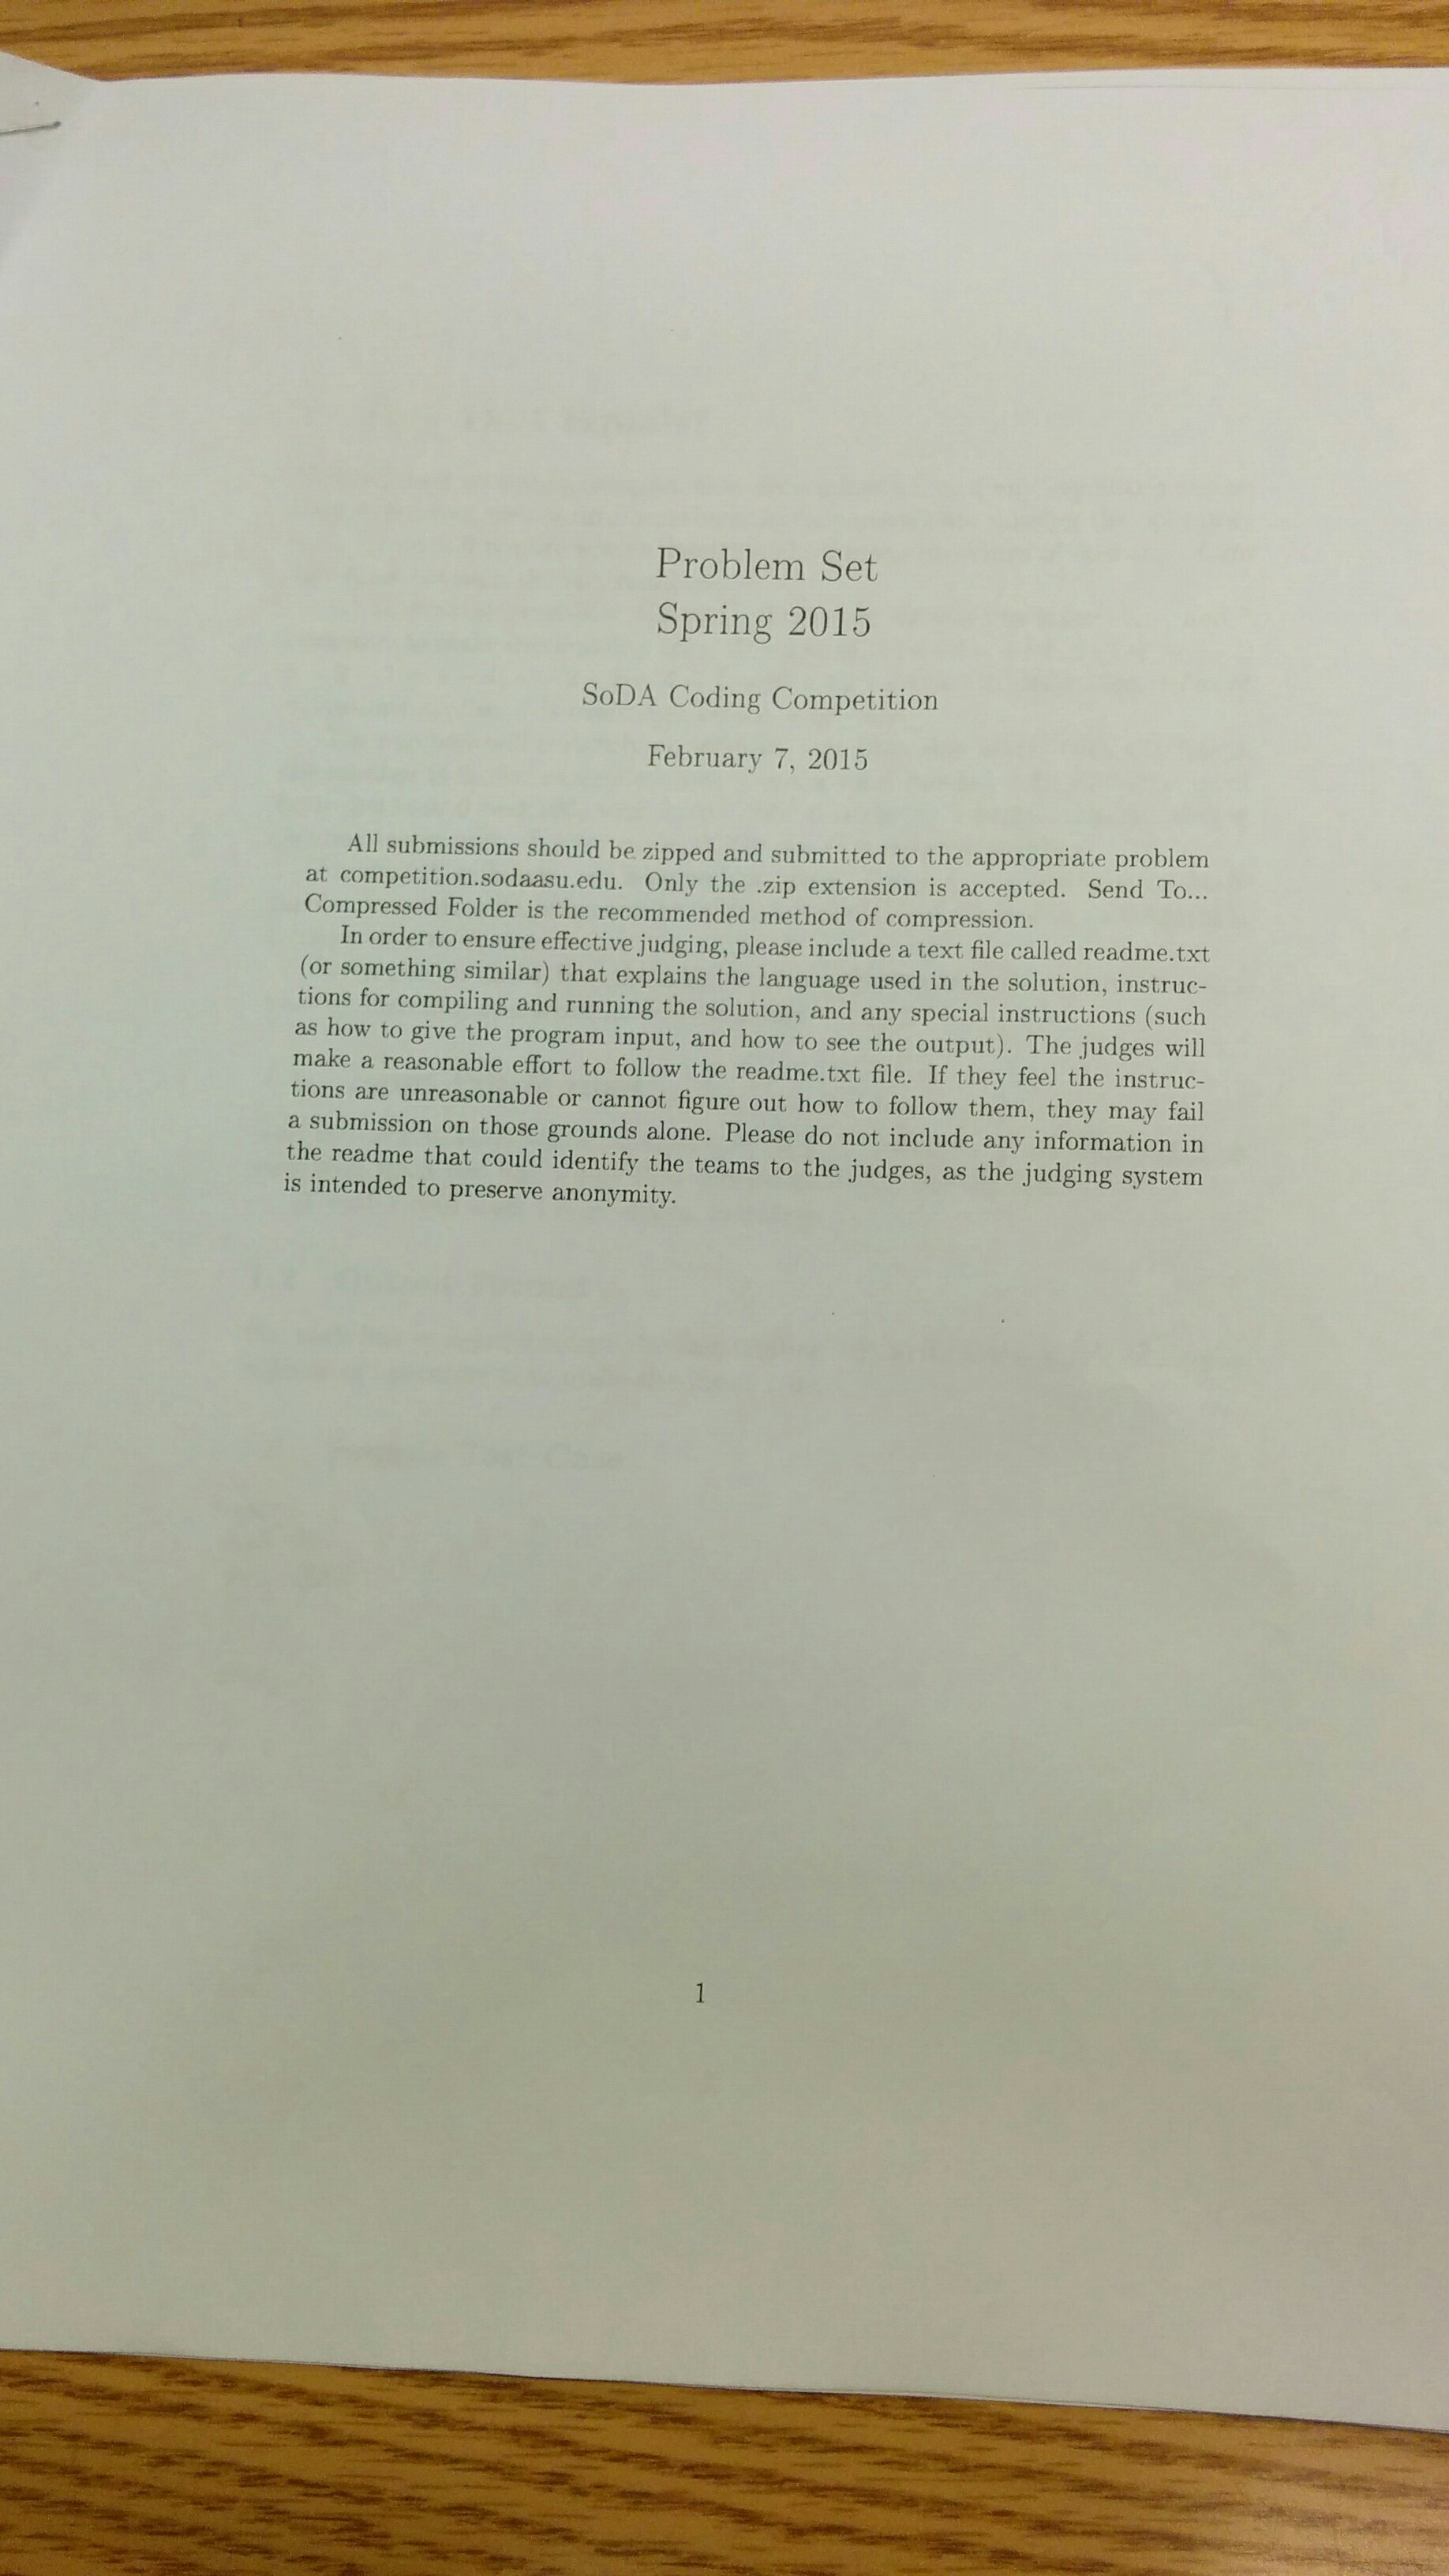 Problem Set
Spring 2015
SoDA Coding Competition
February 7, 2015
All submissions should be zipped and submitted to the appropriate problem
at competition.sodaasu.edu. Only the .zip extension is accepted. Send To...
Compressed Folder is the recommended method of compression.
In order to ensure effective judging, please include a text file called readme.txt
(or something similar) that explains the language used in the solution, instruc-
tions for compiling and running the solution, and any special instructions (such
as how to give the program input, and how to see the output). The judges will
make a reasonable effort to follow the readme.txt file. If they feel the instruc-
tions are unreasonable or cannot figure out how to follow them, they may fail
a submission on those grounds alone. Please do not include any information in
the readme that could identify the teams to the judges, as the judging system
is intended to preserve anonymity.
1